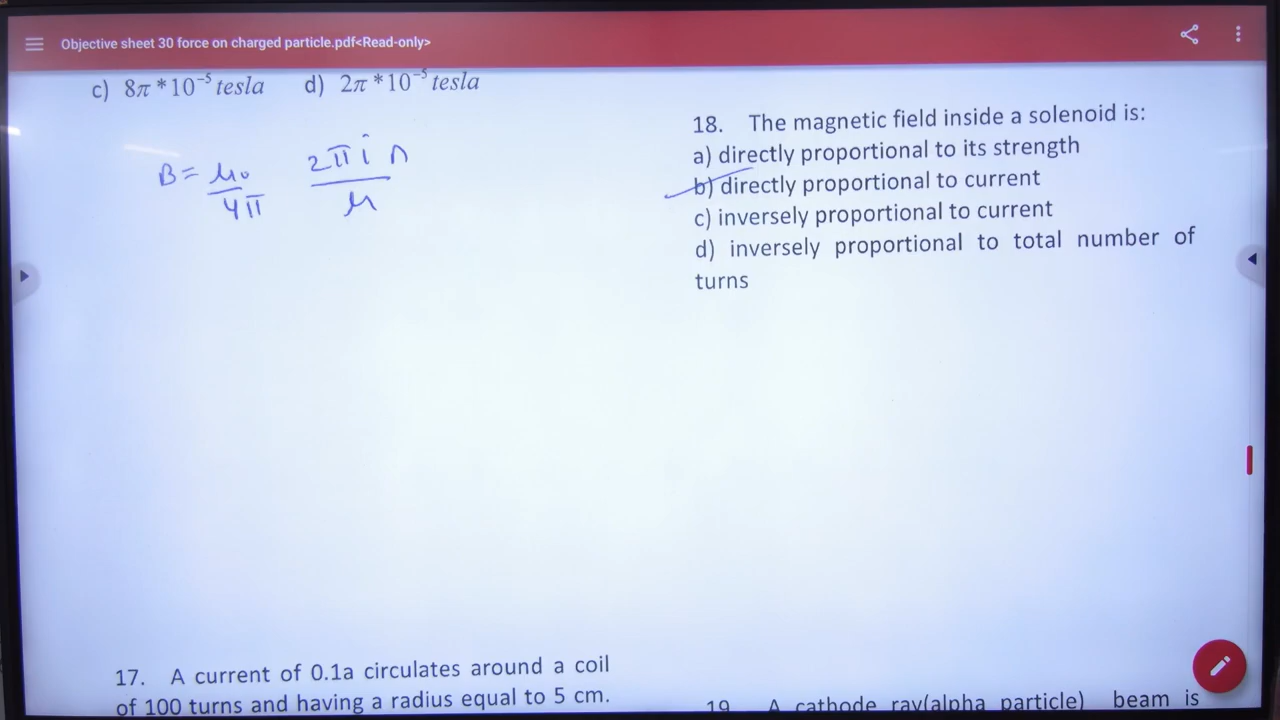 Objective sheet 30 force on charged particle.pdf<Read-only>
c) 8π *10⁻⁵ tesla d) 2π *10⁻⁵ tesla
B = μ₀/4π 2πin/r
18. The magnetic field inside a solenoid is:
a) directly proportional to its strength
b) directly proportional to current
c) inversely proportional to current
d) inversely proportional to total number of
turns
17. A current of 0.1a circulates around a coil
of 100 turns and having a radius equal to 5 cm.
19. A cathode ray(alpha particle) beam is